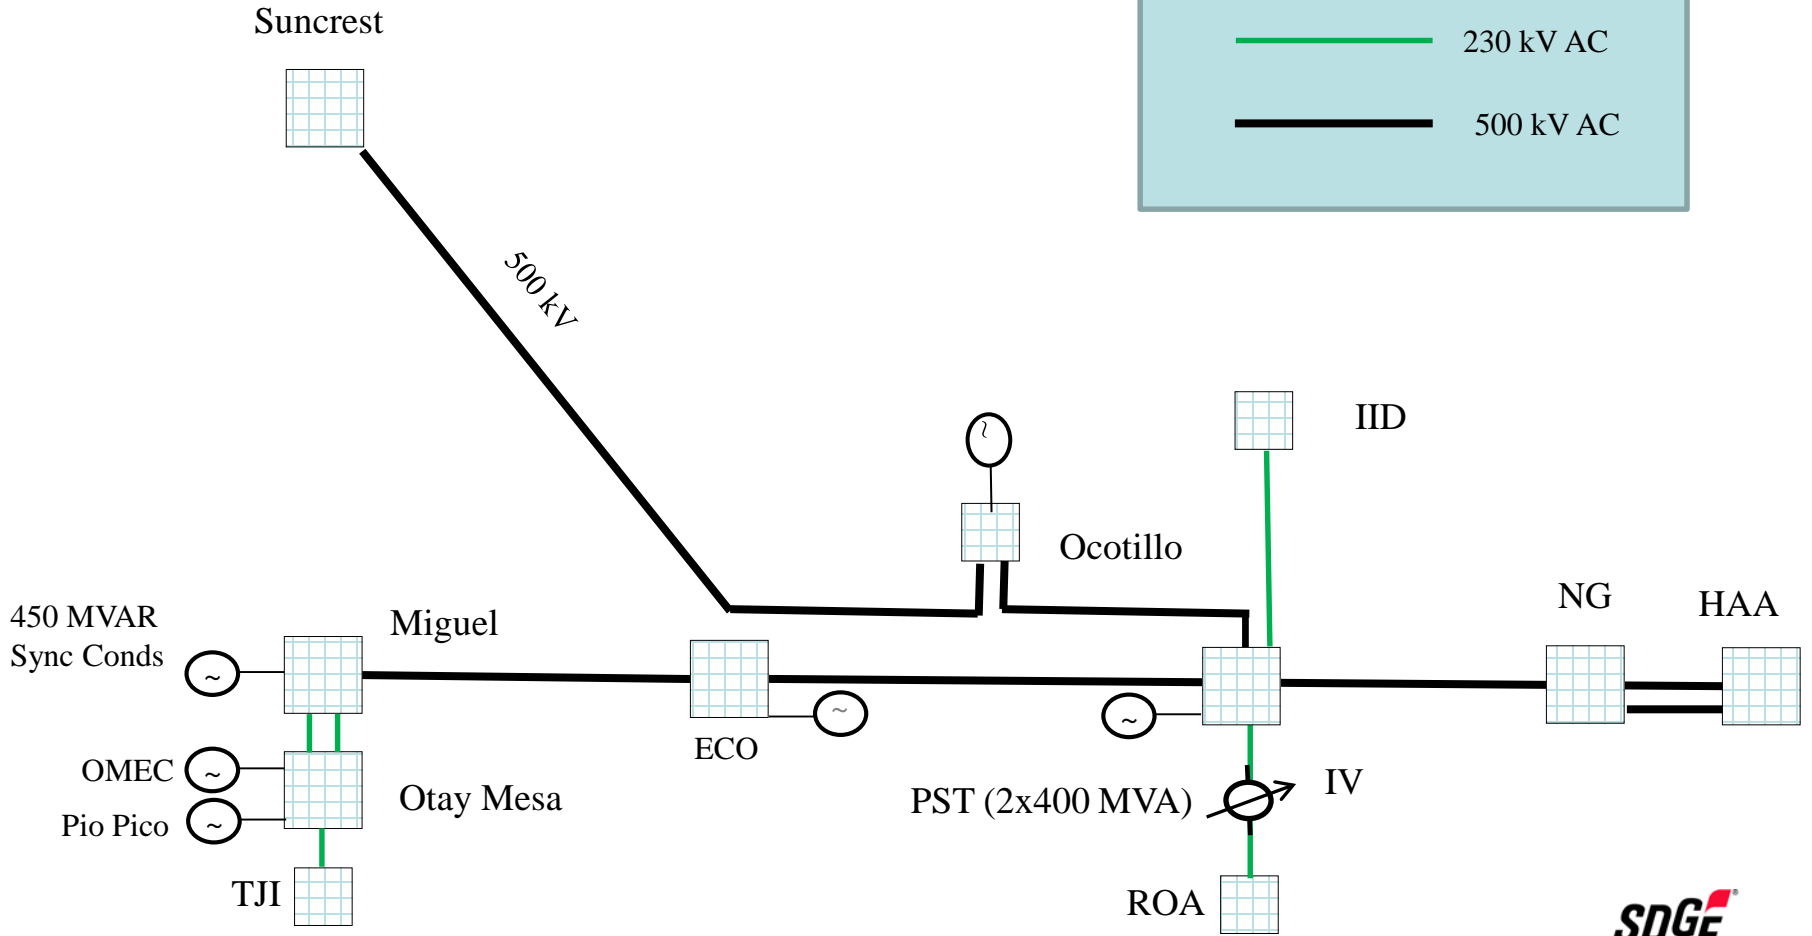 Suncrest
230 kV AC
500 kV AC
500 kV
IID
Ocotillo
NG
HAA
450 MVAR
Sync Conds
Miguel
~
~
~
~
ECO
OMEC
~
Otay Mesa
PST (2x400 MVA)
IV
Pio Pico
~
TJI
ROA
SDGE®